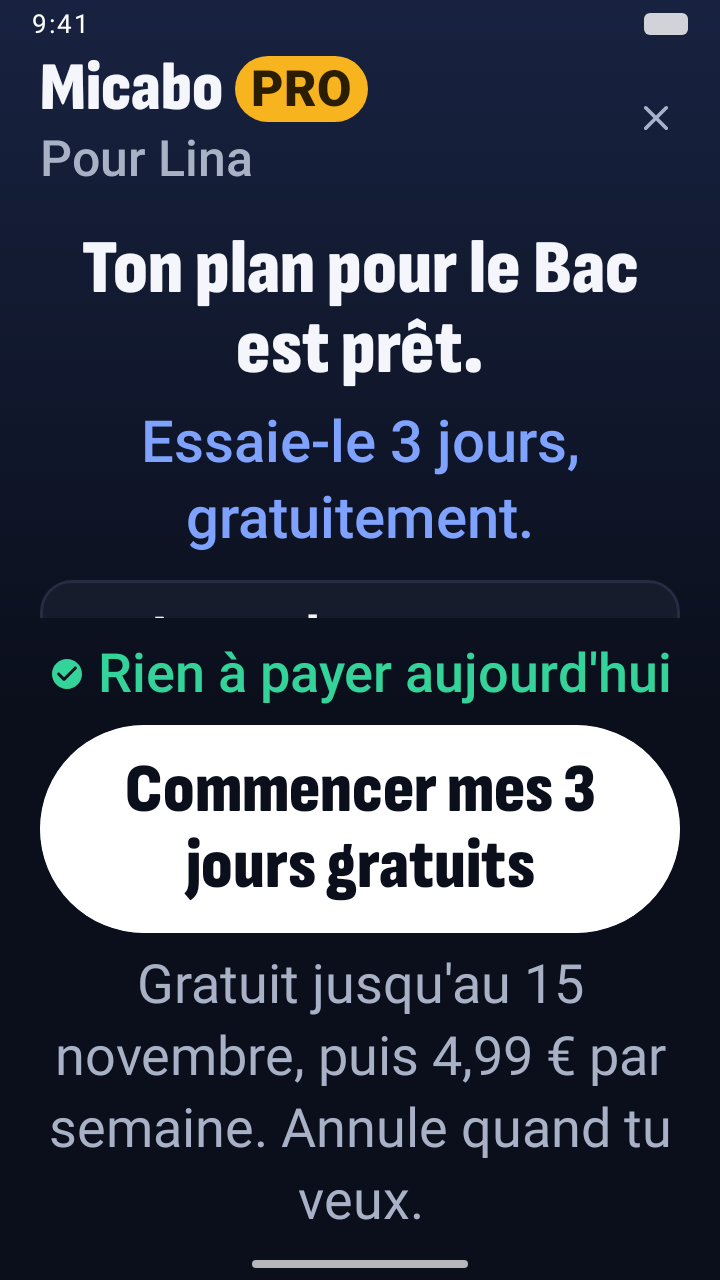 9:41
Micabo PRO
Pour Lina
Ton plan pour le Bac
est prêt.
Essaie-le 3 jours,
gratuitement.
Rien à payer aujourd'hui
Commencer mes 3
jours gratuits
Gratuit jusqu'au 15
novembre, puis 4,99 € par
semaine. Annule quand tu
veux.